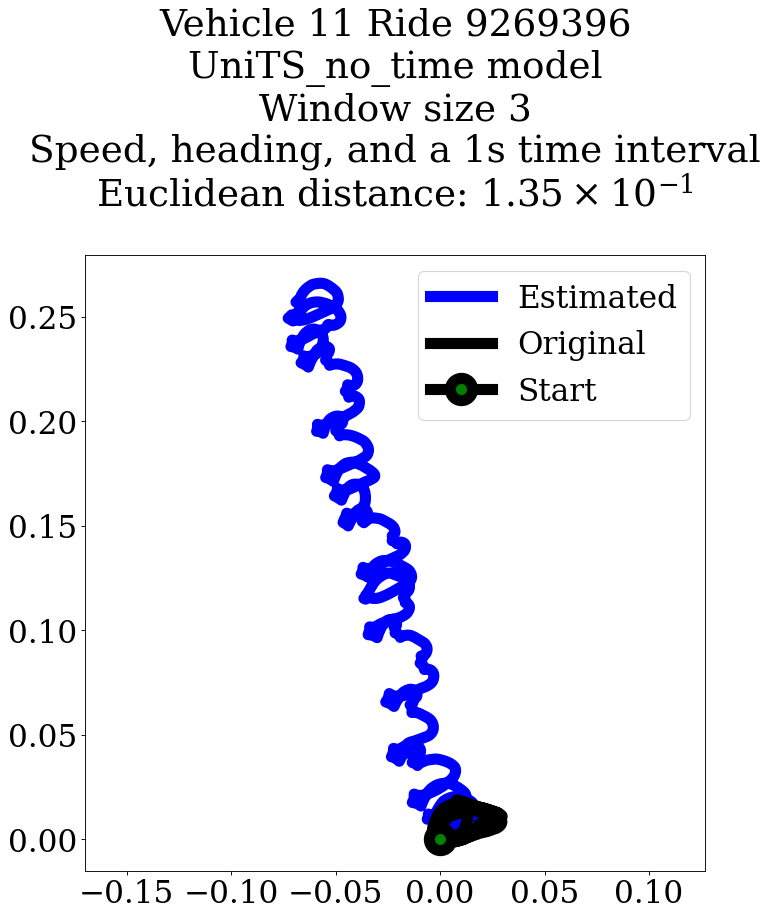 Vehicle 11 Ride 9269396
UniTS_no_time model
Window size 3
Speed, heading, and a 1s time interval
Euclidean distance: 1.35 × 10⁻¹
Estimated
Original
Start
0.25
0.20
0.15
0.10
0.05
0.00
−0.15 −0.10 −0.05 0.00 0.05 0.10